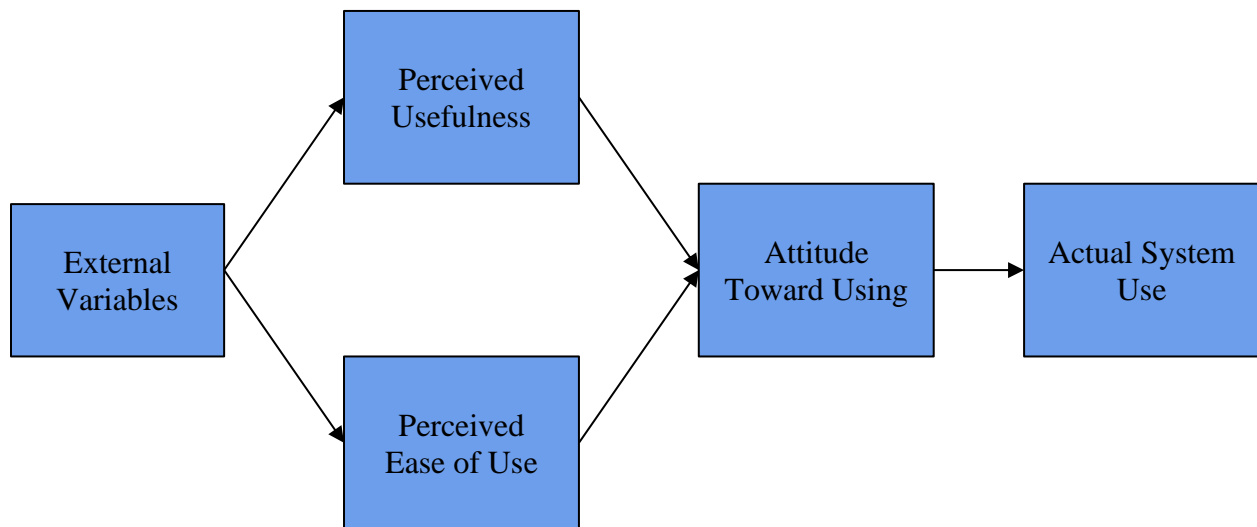 External
Variables
Perceived
Usefulness
Perceived
Ease of Use
Attitude
Toward Using
Actual System
Use